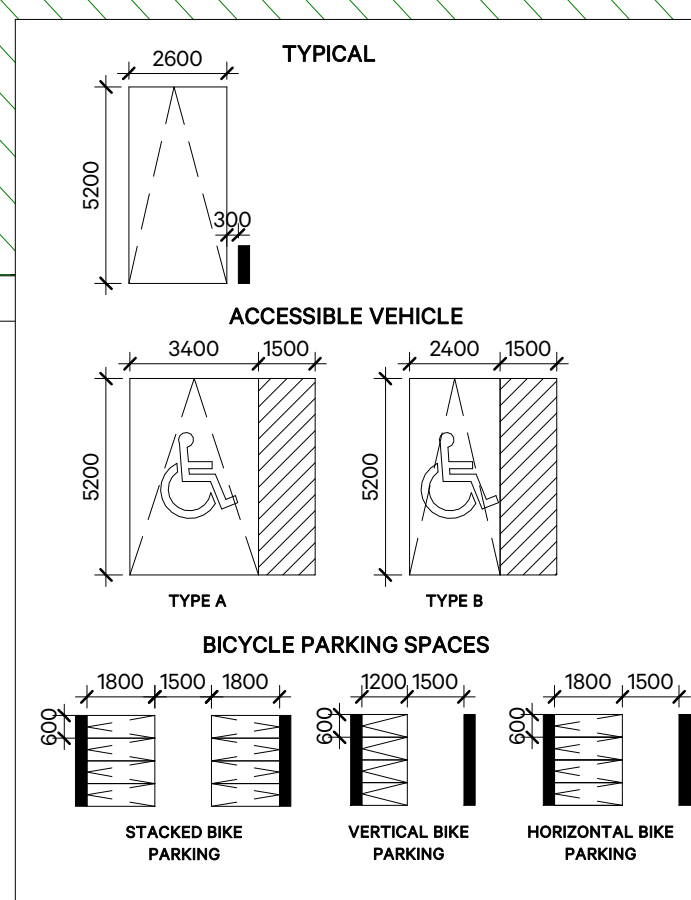 TYPICAL
2600
5200
300
ACCESSIBLE VEHICLE
3400 1500
2400 1500
5200
5200
TYPE A
TYPE B
BICYCLE PARKING SPACES
1800 1500 1800
1200 1500
1800 1500
600
600
600
STACKED BIKE
PARKING
VERTICAL BIKE
PARKING
HORIZONTAL BIKE
PARKING